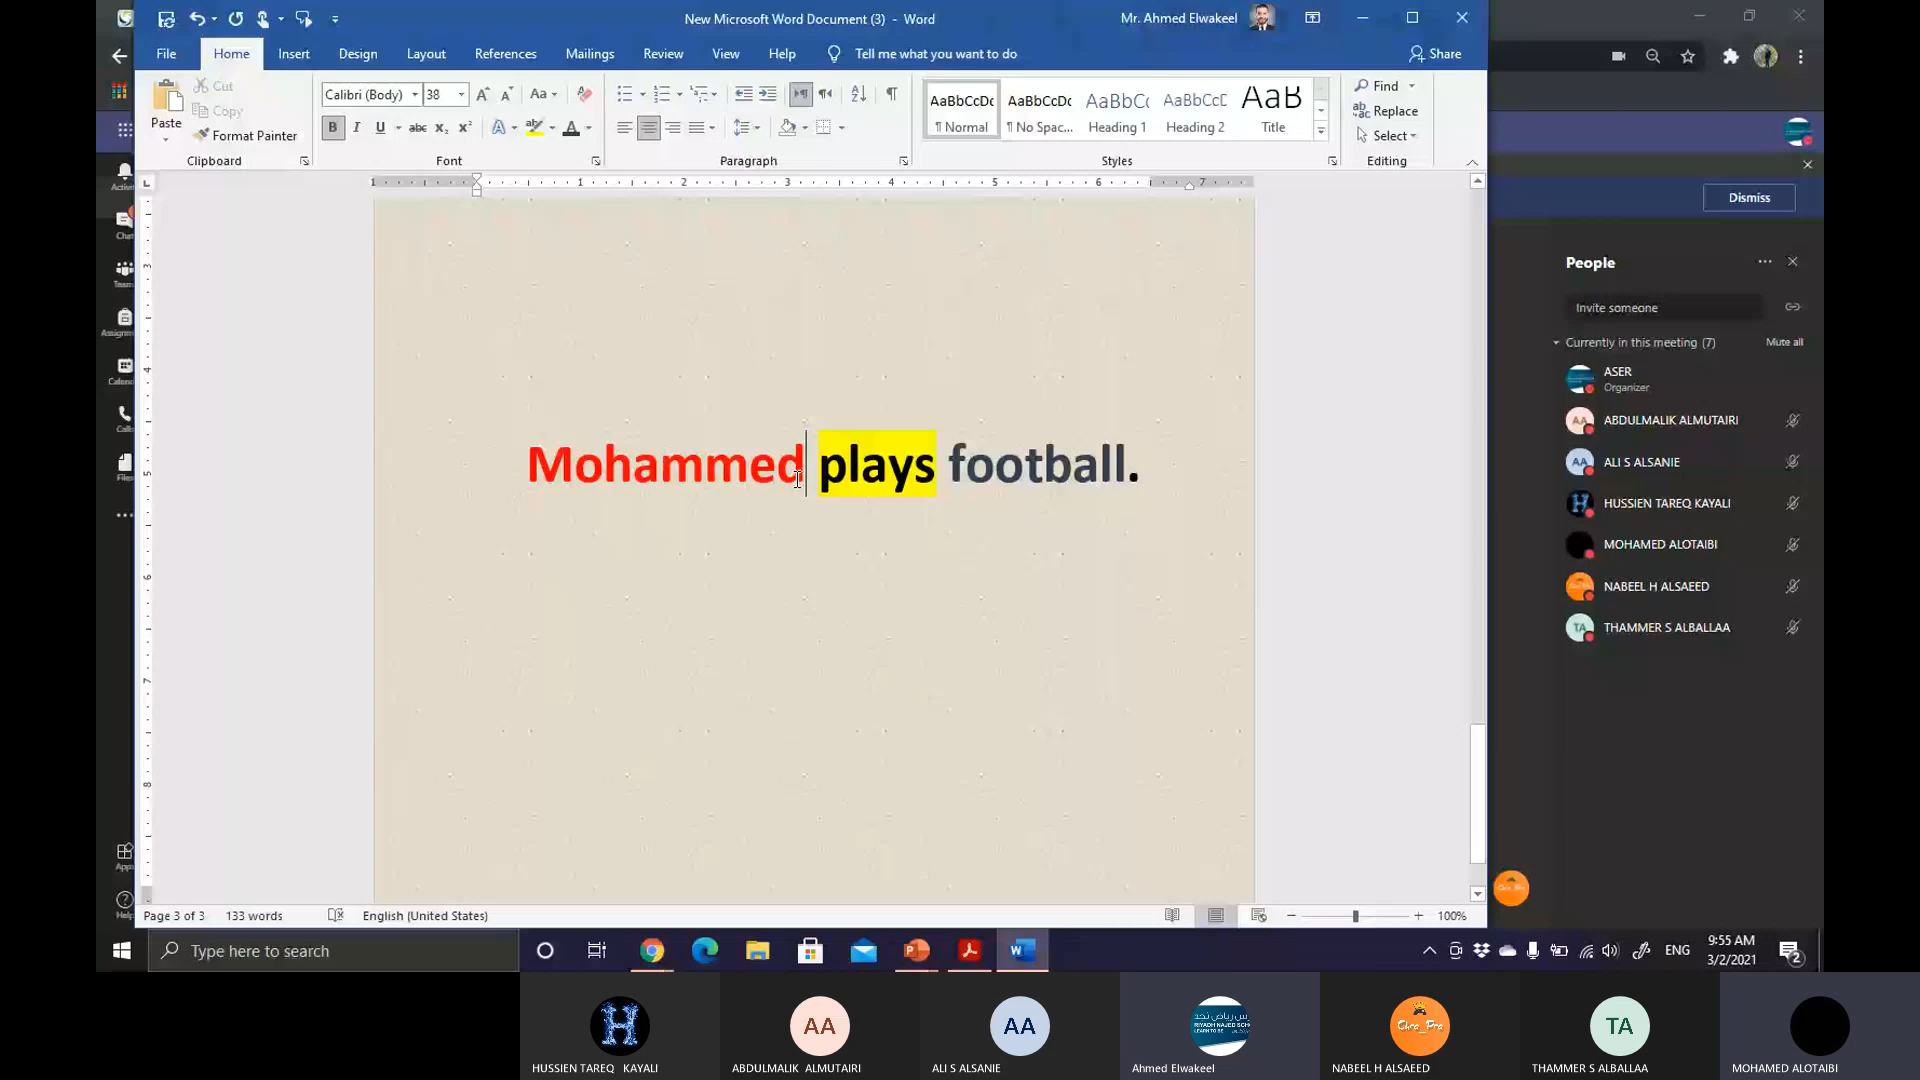 New Microsoft Word Document (3) - Word
Mr. Ahmed Elwakeel
File Home Insert Design Layout References Mailings Review View Help Tell me what you want to do Share
Paste
Cut
Copy
Format Painter
Clipboard
Calibri (Body) 38
Font
Paragraph
AaBbCcDc AaBbCcDc AaBbCc AaBbCcD AaB
¶ Normal ¶ No Spac... Heading 1 Heading 2 Title
Styles
Find
Replace
Select
Editing
Dismiss
Mohammed plays football.
People
Invite someone
Currently in this meeting (7) Mute all
ASER
Organizer
AA ABDULMALIK ALMUTAIRI
AA ALI S ALSANIE
HUSSIEN TAREQ KAYALI
MOHAMED ALOTAIBI
NABEEL H ALSAEED
TA THAMMER S ALBALLAA
Page 3 of 3 133 words English (United States) 100%
Type here to search
ENG
9:55 AM
3/2/2021
2
AA AA TA
HUSSIEN TAREQ KAYALI
ABDULMALIK ALMUTAIRI
ALI S ALSANIE
Ahmed Elwakeel
NABEEL H ALSAEED
THAMMER S ALBALLAA
MOHAMED ALOTAIBI